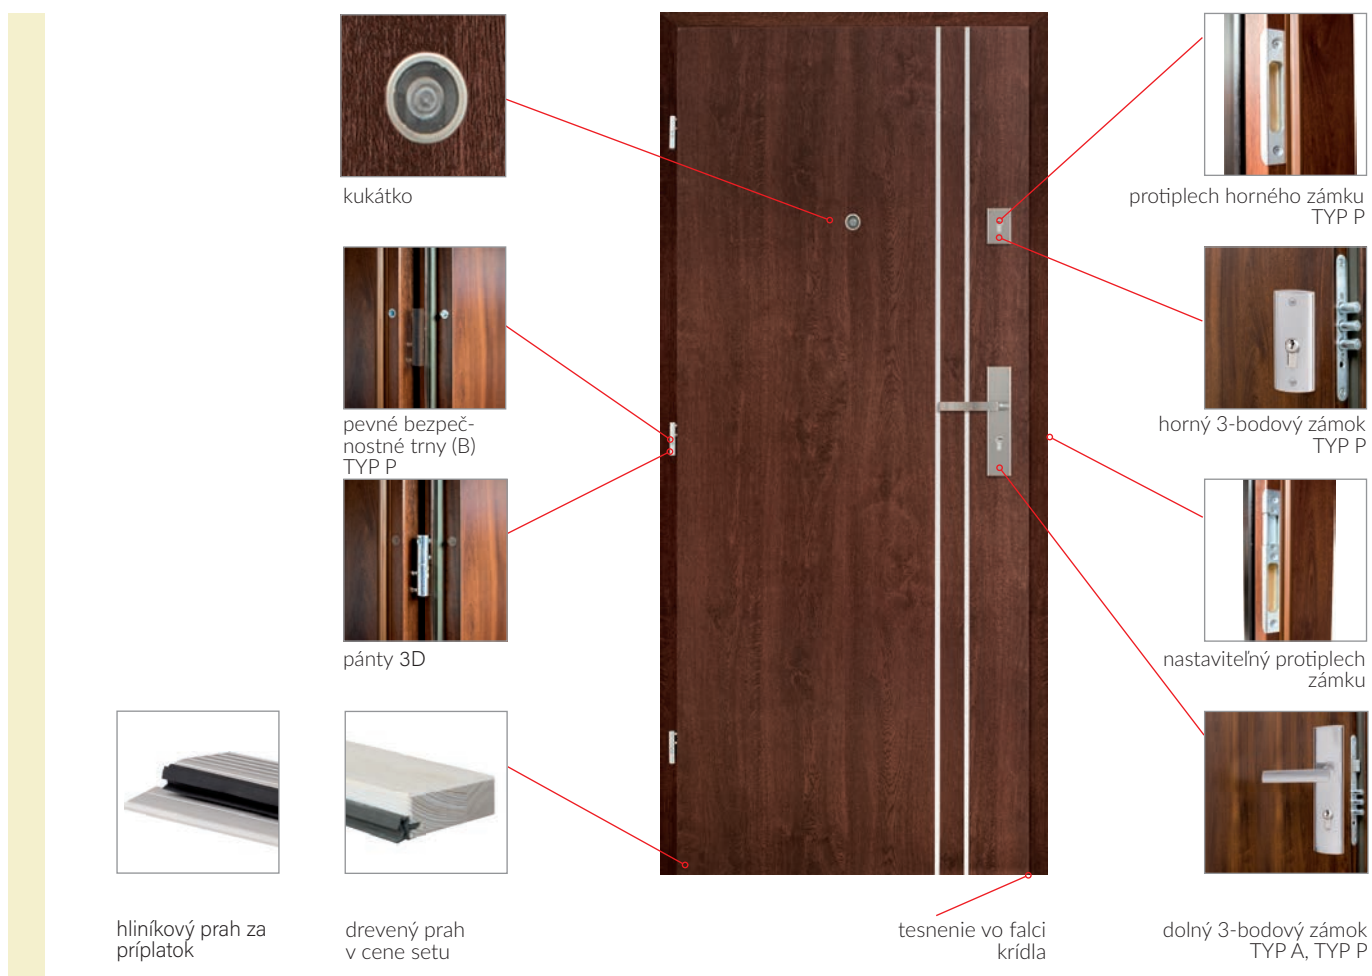 kukátko
protiplech horného zámku
TYP P
pevné bezpeč-
nostné trny (B)
TYP P
horný 3-bodový zámok
TYP P
pánty 3D
nastaviteľný protiplech
zámku
hliníkový prah za
príplatok
drevený prah
v cene setu
tesnenie vo falci
krídla
dolný 3-bodový zámok
TYP A, TYP P